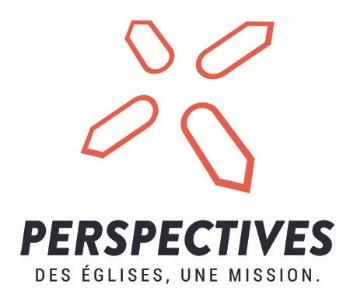 PERSPECTIVES
DES ÉGLISES, UNE MISSION.